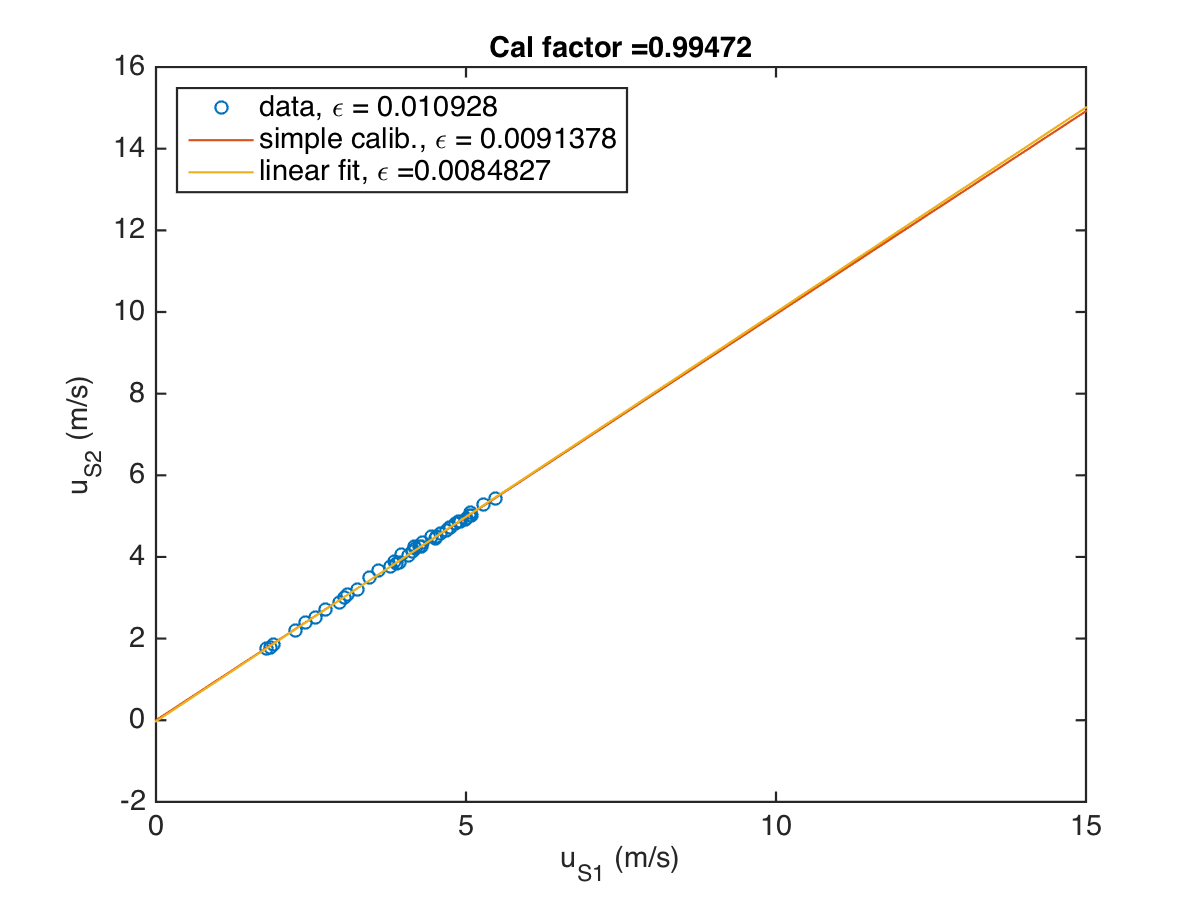 Cal factor =0.99472
16
14
12
10
8
6
4
2
0
-2
data, ϵ = 0.010928
simple calib., ϵ = 0.0091378
linear fit, ϵ =0.0084827
u_S2 (m/s)
0 5 10 15
u_S1 (m/s)